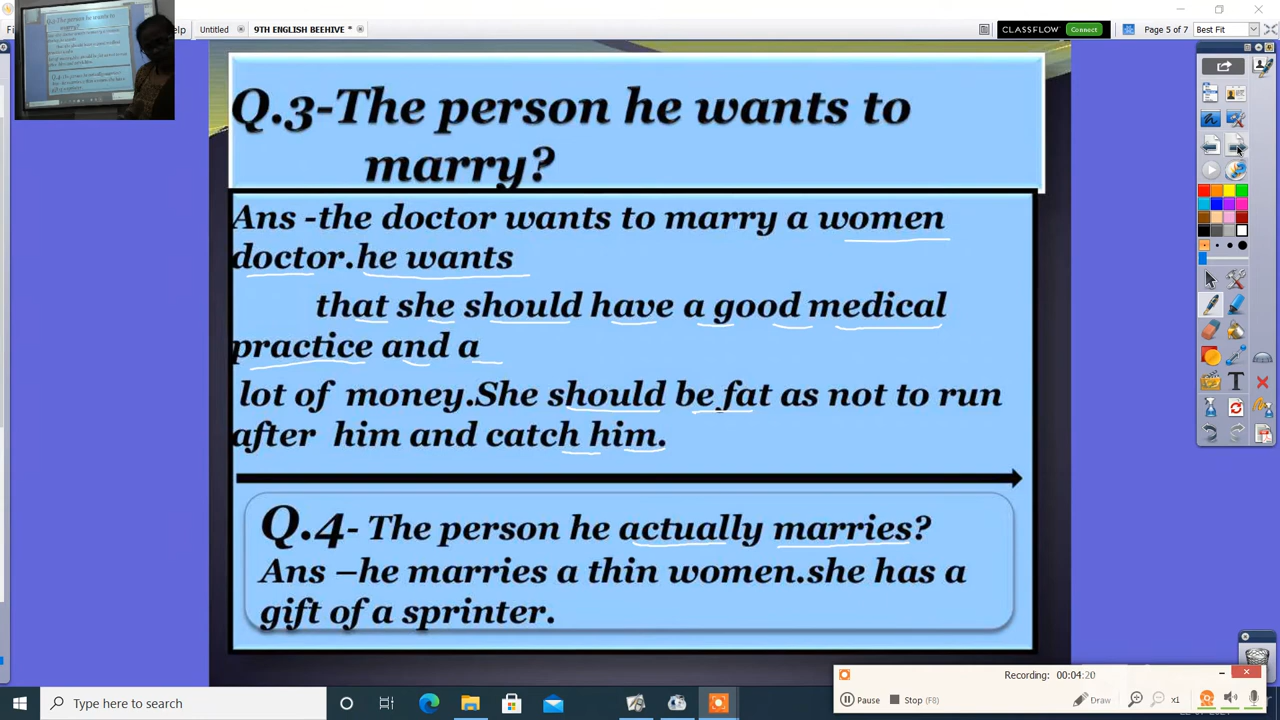 Untitled
9TH ENGLISH BEEHIVE *
CLASSFLOW
Connect
Page 5 of 7
Best Fit
Q.3-The person he wants to
marry?
Ans -the doctor wants to marry a women
doctor.he wants
that she should have a good medical
practice and a
lot of money.She should be fat as not to run
after him and catch him.
Q.4- The person he actually marries?
Ans –he marries a thin women.she has a
gift of a sprinter.
Recording: 00:04:20
Pause
Stop (F8)
Draw
x1
Type here to search